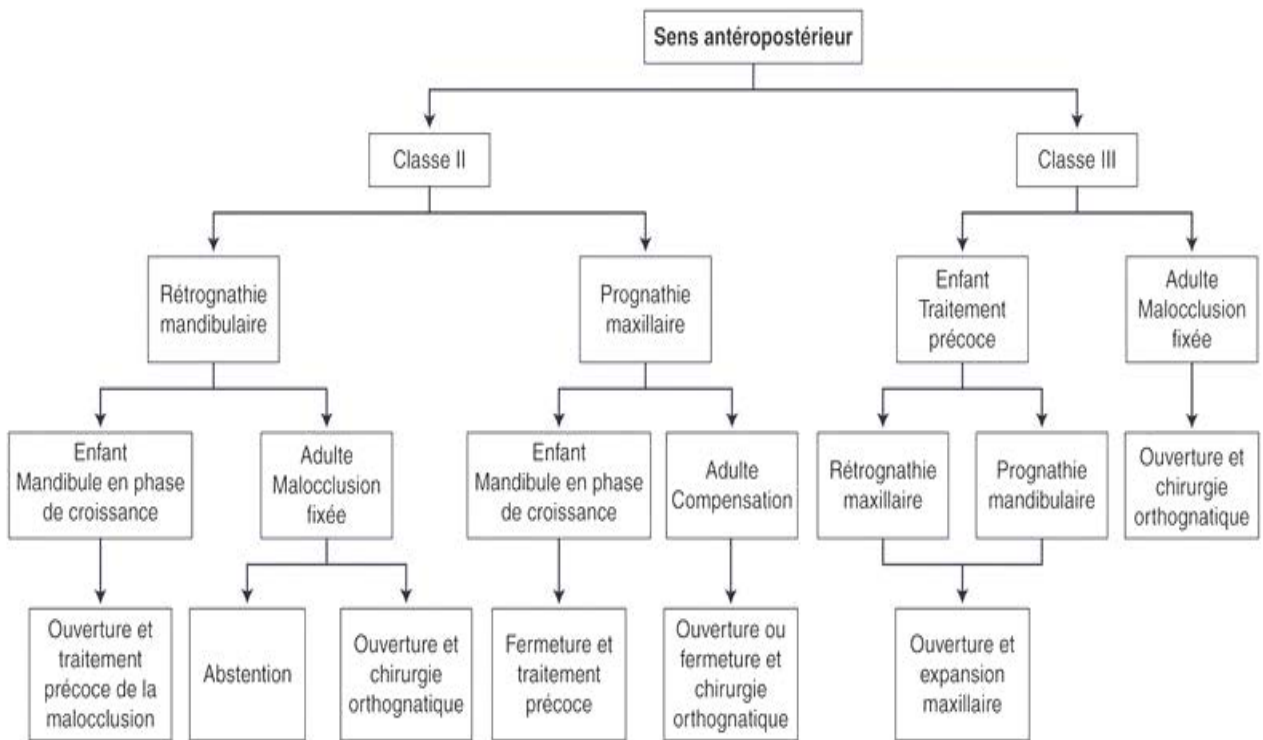 Sens antéropostérieur
Classe II
Classe III
Rétrognathie
mandibulaire
Prognathie
maxillaire
Enfant
Traitement
précoce
Adulte
Malocclusion
fixée
Enfant
Mandibule en phase
de croissance
Adulte
Malocclusion
fixée
Enfant
Mandibule en phase
de croissance
Adulte
Compensation
Rétrognathie
maxillaire
Prognathie
mandibulaire
Ouverture et
chirurgie
orthognatique
Ouverture et
traitement
précoce de la
malocclusion
Abstention
Ouverture et
chirurgie
orthognatique
Fermeture et
traitement
précoce
Ouverture ou
fermeture et
chirurgie
orthognatique
Ouverture et
expansion
maxillaire